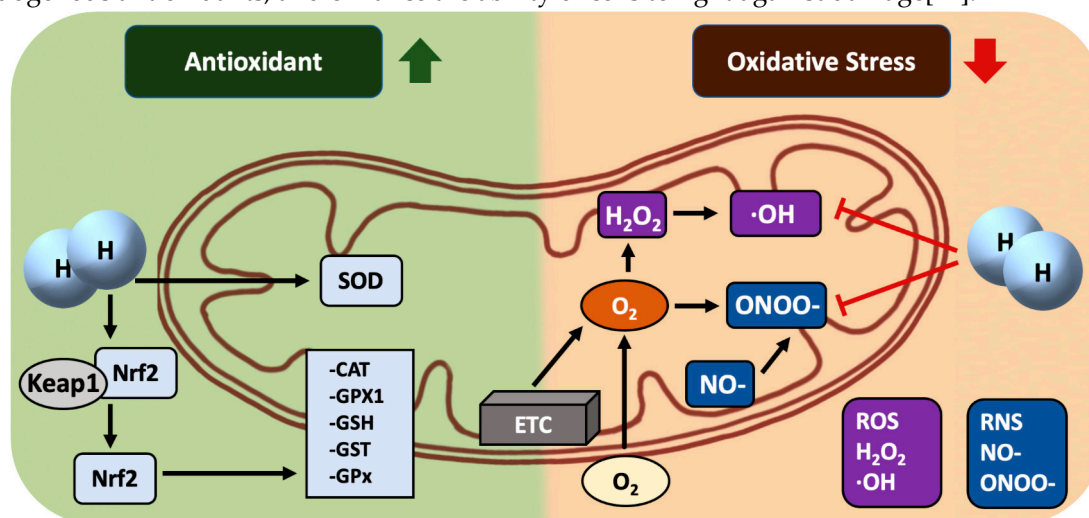 Antioxidant
Oxidative Stress
H
H
SOD
Keap1
Nrf2
Nrf2
-CAT
-GPX1
-GSH
-GST
-GPx
ETC
O₂
O₂
H₂O₂
·OH
ONOO-
NO-
H
H
ROS
H₂O₂
·OH
RNS
NO-
ONOO-